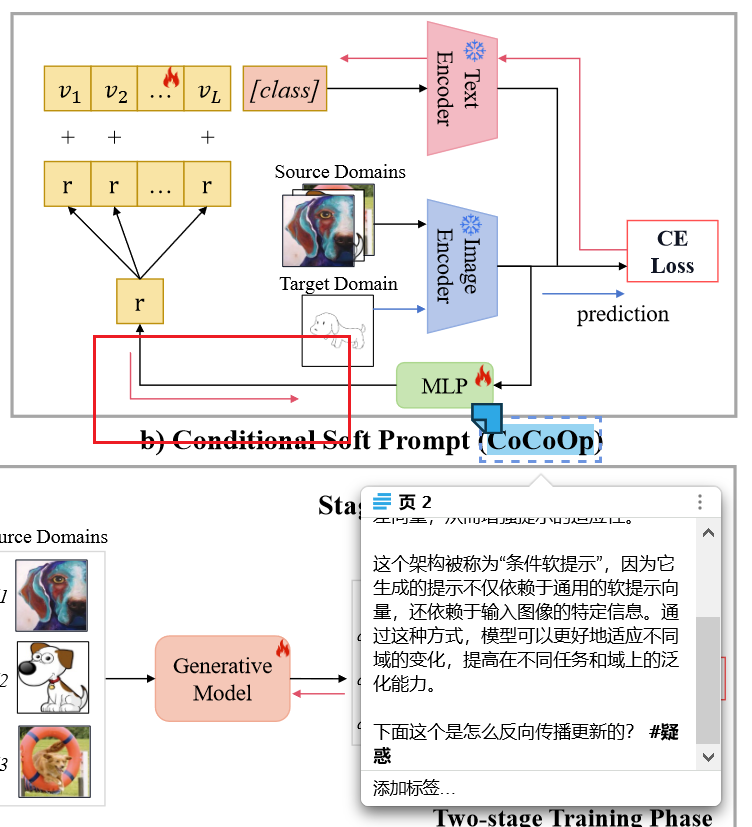 v₁ v₂ ... v_L [class]
Text
Encoder
+ + +
r r ... r
Source Domains
Image
Encoder
CE
Loss
Target Domain
r
prediction
MLP
b) Conditional Soft Prompt (CoCoOp)
Stag
页 2
这个架构被称为“条件软提示”，因为它
生成的提示不仅依赖于通用的软提示向
量，还依赖于输入图像的特定信息。通
过这种方式，模型可以更好地适应不同
域的变化，提高在不同任务和域上的泛
化能力。
下面这个是怎么反向传播更新的？ #疑
惑
添加标签…
urce Domains
1
2
3
Generative
Model
Two-stage Training Phase